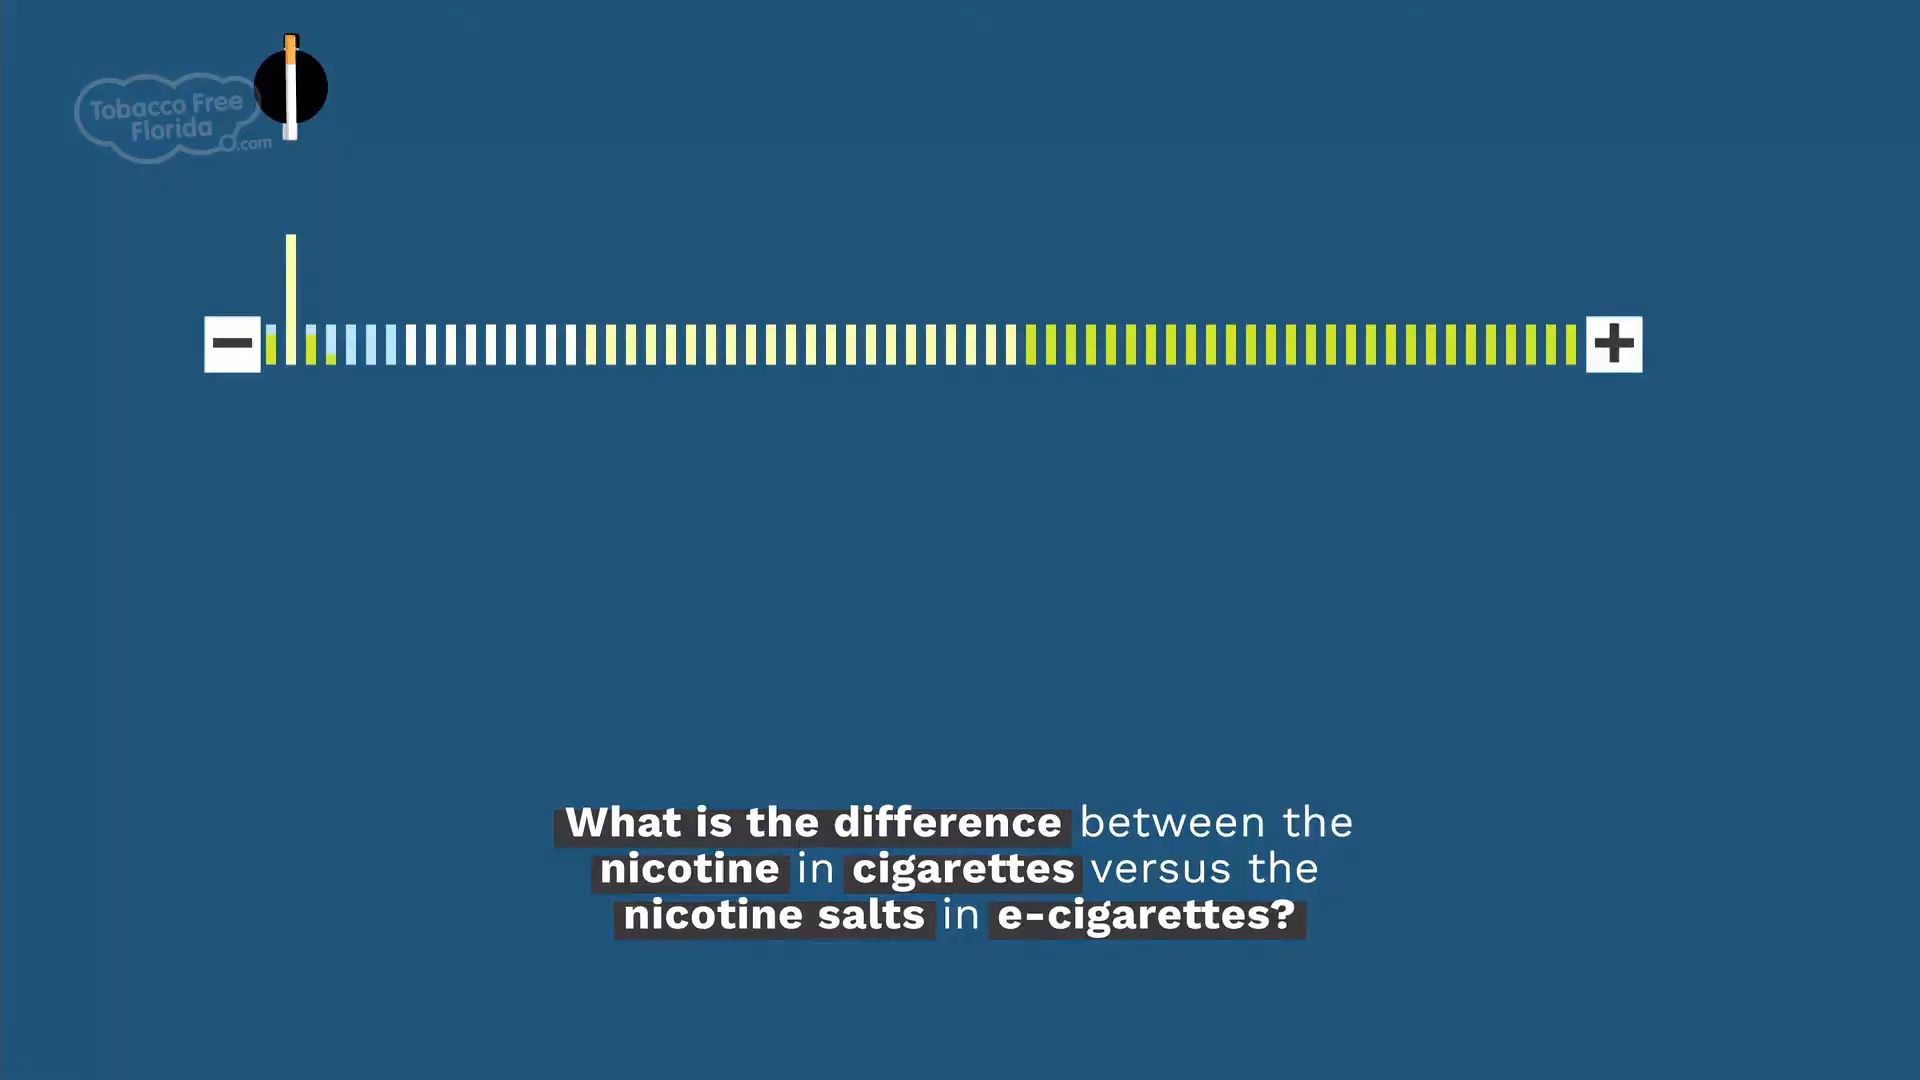 Tobacco Free
Florida
.com
− +
What is the difference between the
nicotine in cigarettes versus the
nicotine salts in e-cigarettes?